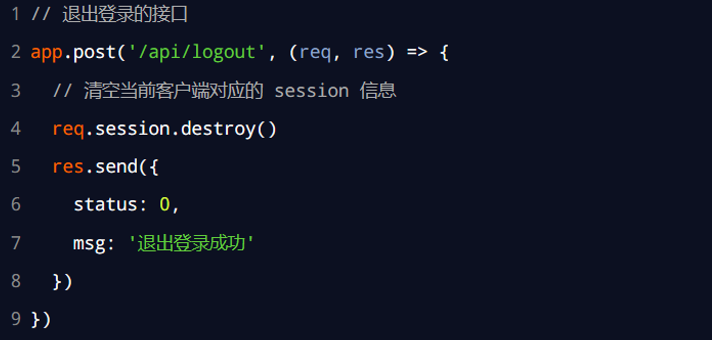 1 // 退出登录的接口
2 app.post('/api/logout', (req, res) => {
3   // 清空当前客户端对应的 session 信息
4   req.session.destroy()
5   res.send({
6     status: 0,
7     msg: '退出登录成功'
8   })
9 })